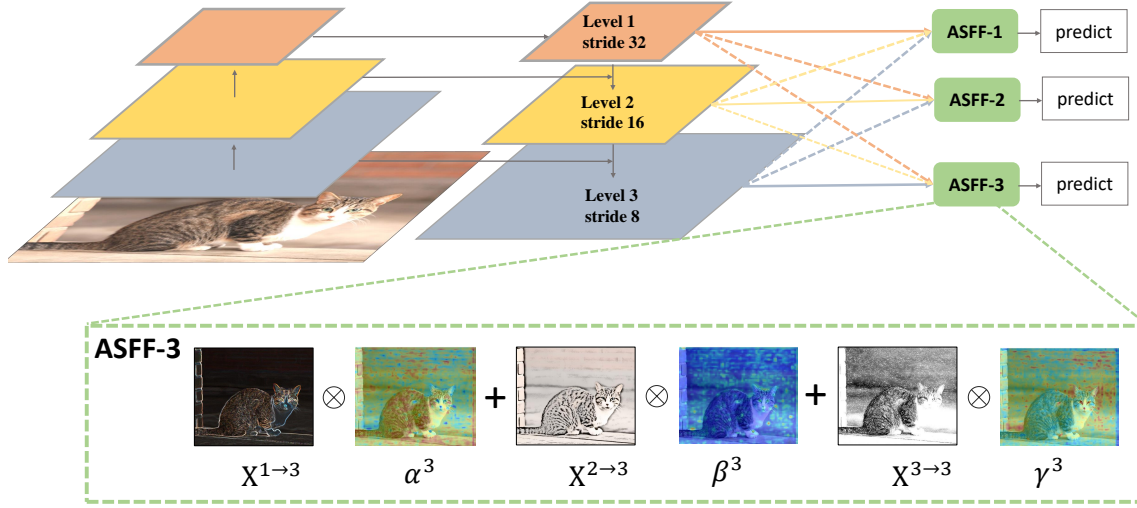 Level 1
stride 32
Level 2
stride 16
Level 3
stride 8
ASFF-1
predict
ASFF-2
predict
ASFF-3
predict
ASFF-3
⊗ + ⊗ + ⊗
X¹→³ α³ X²→³ β³ X³→³ γ³